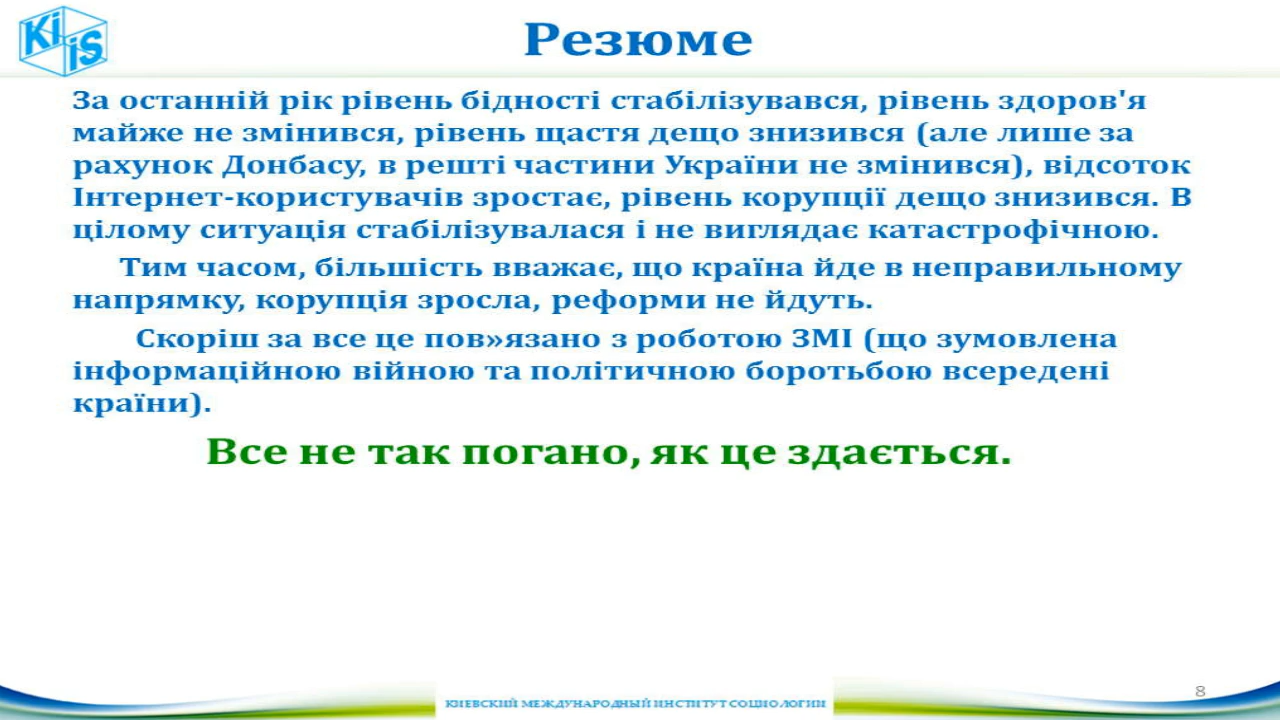 KiiS
Резюме
За останній рік рівень бідності стабілізувався, рівень здоров'я
майже не змінився, рівень щастя дещо знизився (але лише за
рахунок Донбасу, в решті частини України не змінився), відсоток
Інтернет-користувачів зростає, рівень корупції дещо знизився. В
цілому ситуація стабілізувалася і не виглядає катастрофічною.
Тим часом, більшість вважає, що країна йде в неправильному
напрямку, корупція зросла, реформи не йдуть.
Скоріш за все це пов»язано з роботою ЗМІ (що зумовлена
інформаційною війною та політичною боротьбою всередені
країни).
Все не так погано, як це здається.
КИЕВСКИЙ МЕЖДУНАРОДНЫЙ ИНСТИТУТ СОЦИОЛОГИИ
8